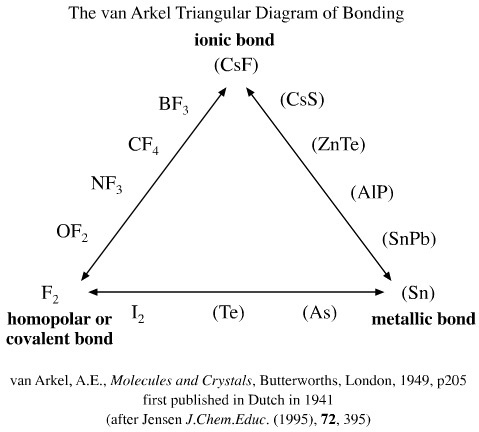 The van Arkel Triangular Diagram of Bonding
ionic bond
(CsF)
BF3
(CsS)
CF4
(ZnTe)
NF3
(AlP)
OF2
(SnPb)
F2
(Sn)
homopolar or
covalent bond
I2
(Te)
(As)
metallic bond
van Arkel, A.E., Molecules and Crystals, Butterworths, London, 1949, p205
first published in Dutch in 1941
(after Jensen J.Chem.Educ. (1995), 72, 395)